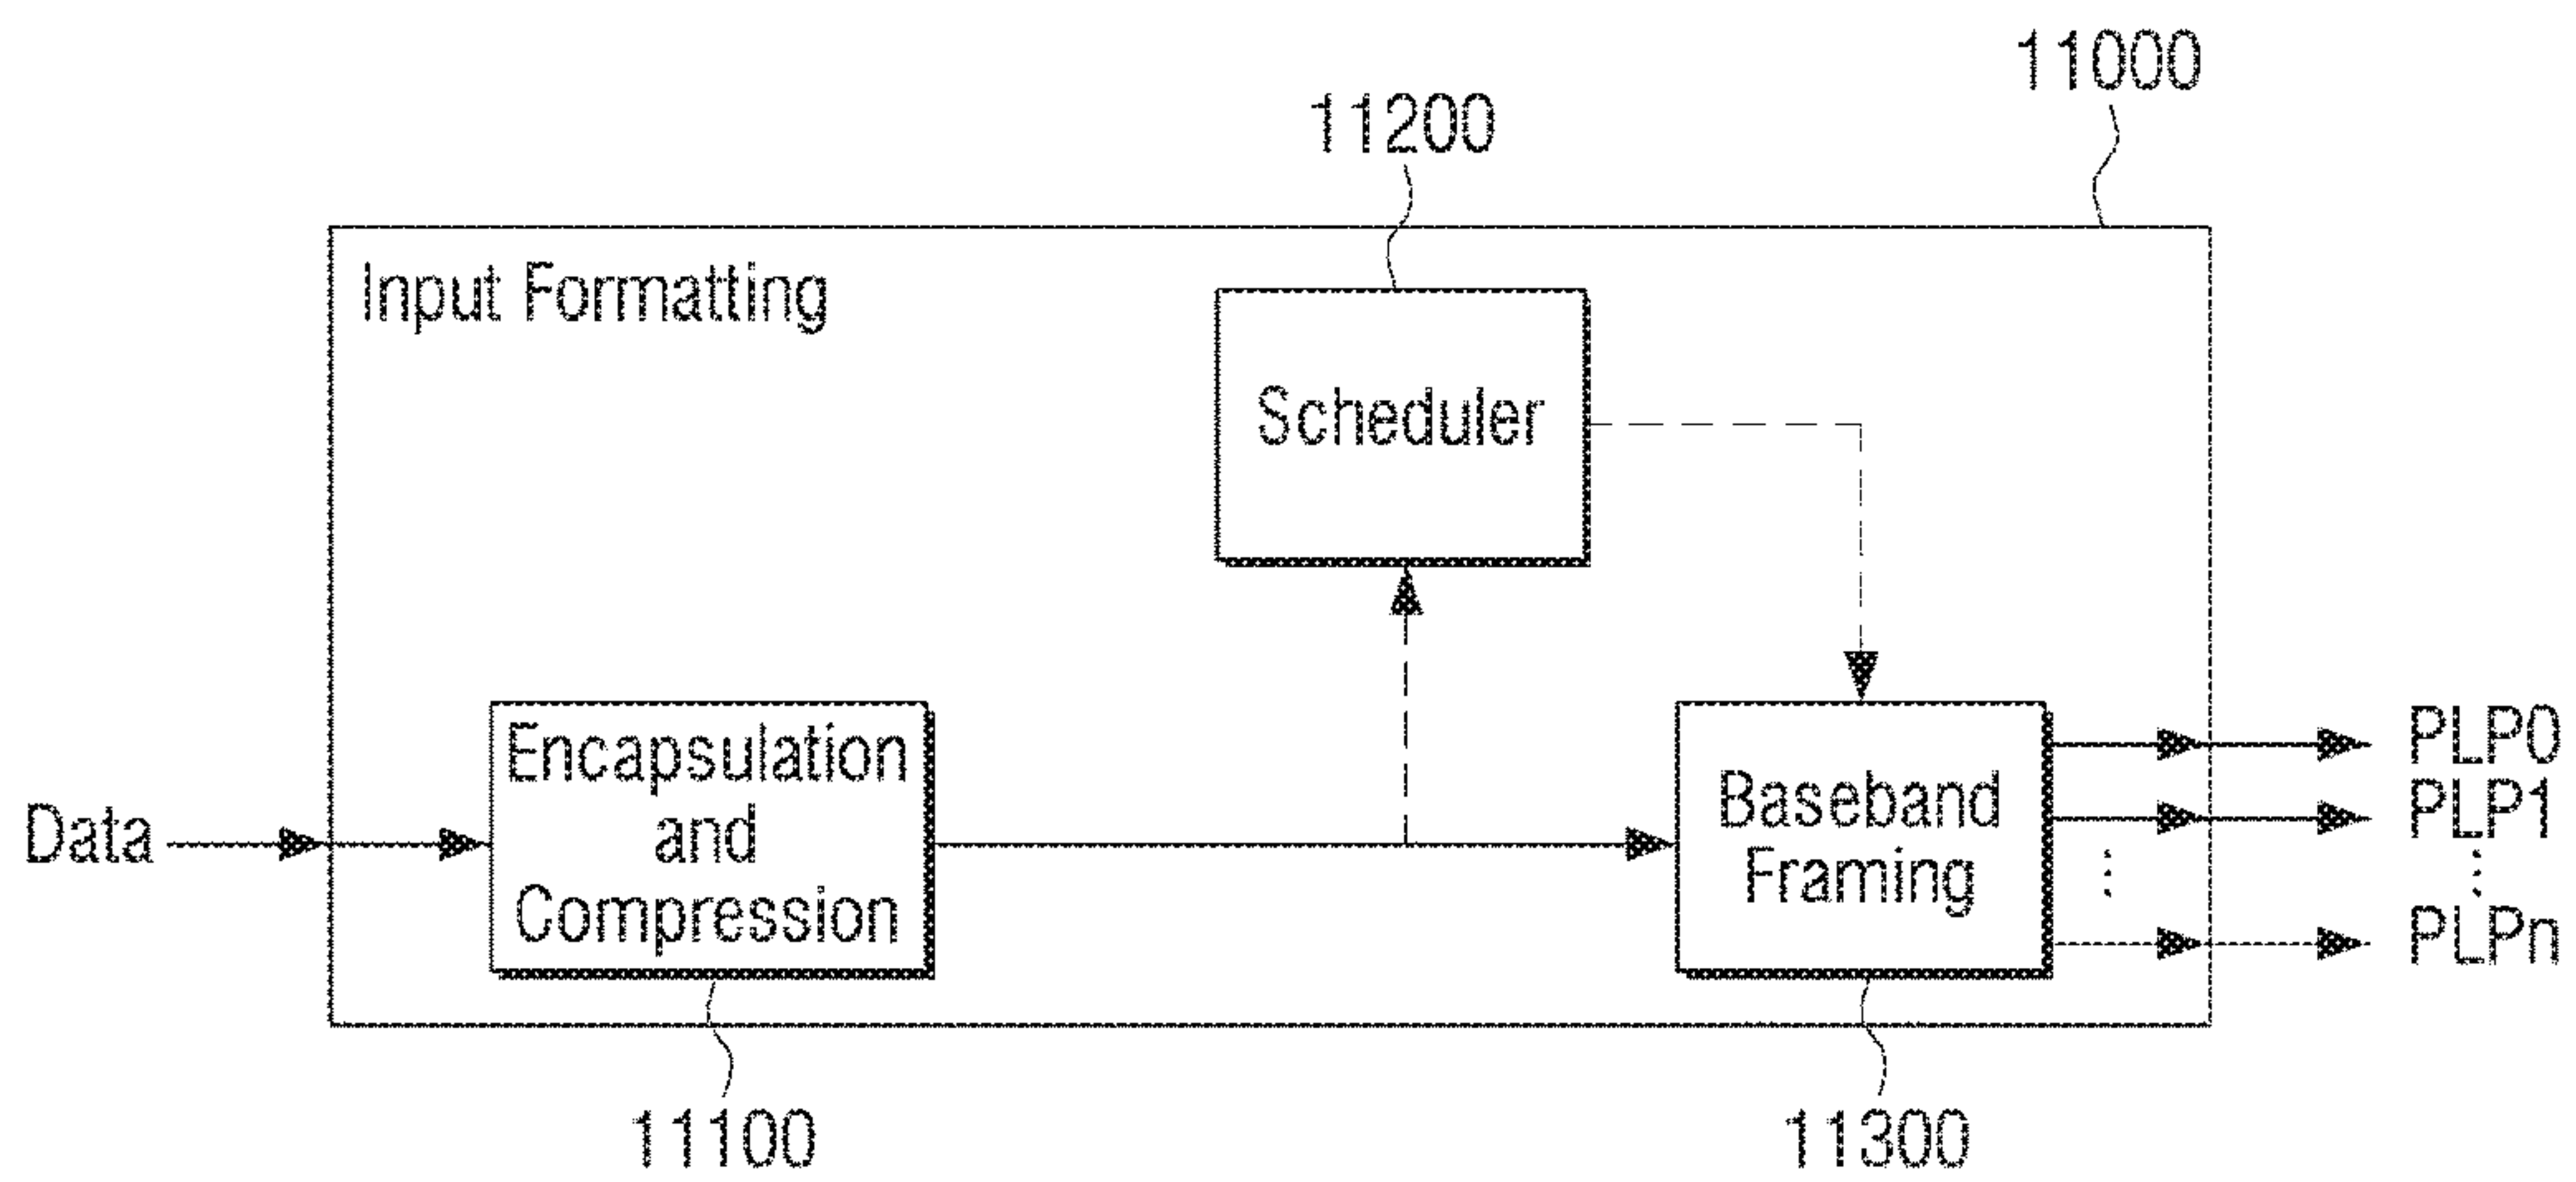 11000
11200
Input Formatting
Scheduler
Encapsulation
and
Compression
Data
Baseband
Framing
PLP0
PLP1
⋮
⋮
PLPn
11100
11300